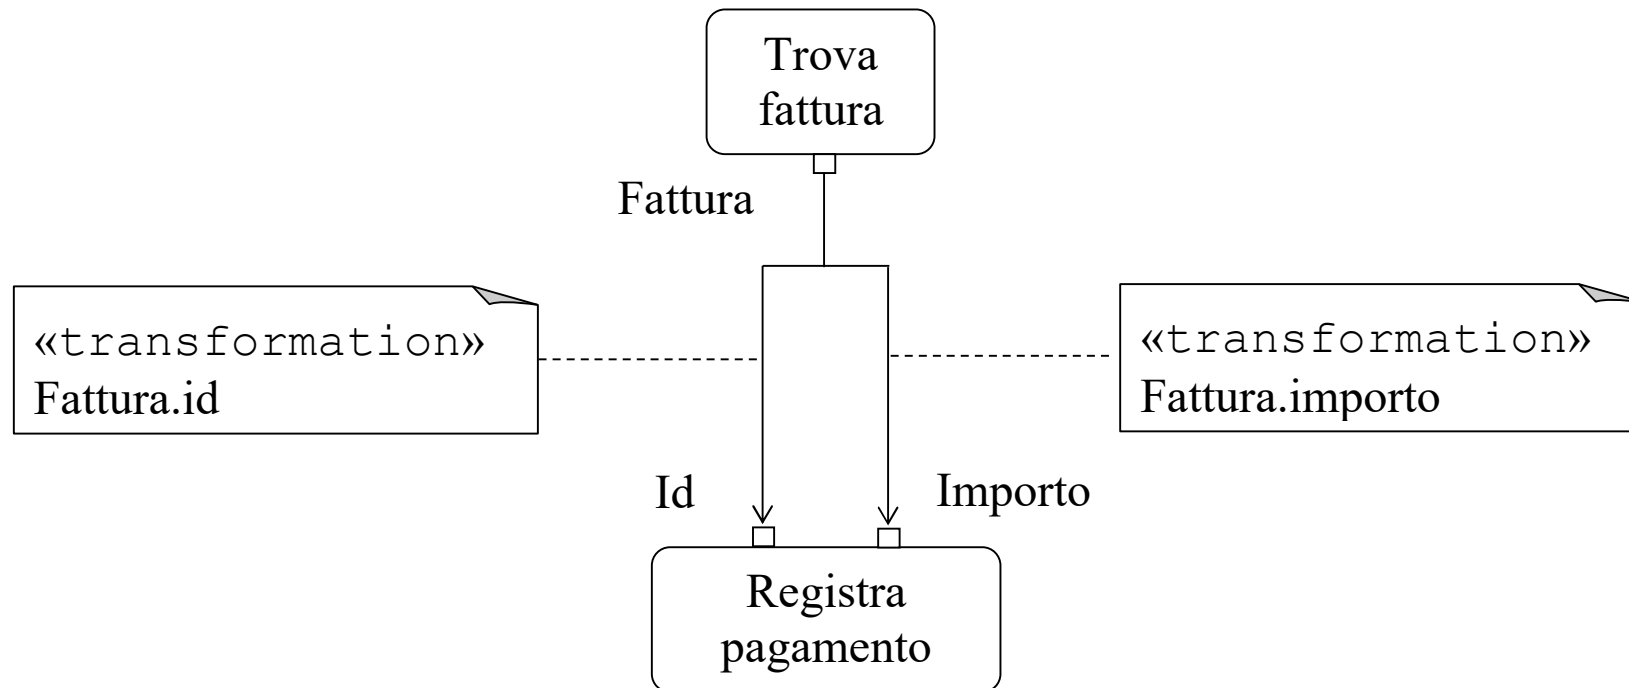 Trova
fattura
Fattura
«transformation»
Fattura.id
«transformation»
Fattura.importo
Id
Importo
Registra
pagamento